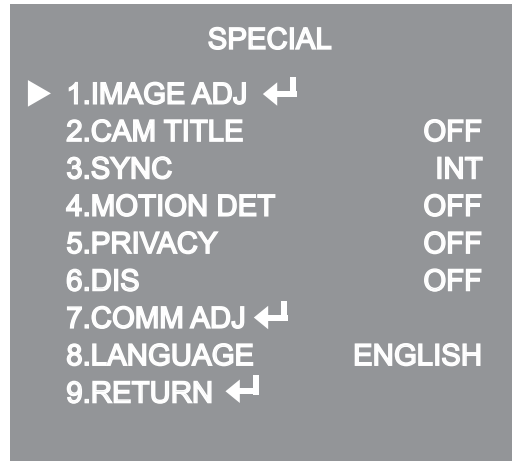 SPECIAL
1.IMAGE ADJ
2.CAM TITLE OFF
3.SYNC INT
4.MOTION DET OFF
5.PRIVACY OFF
6.DIS OFF
7.COMM ADJ
8.LANGUAGE ENGLISH
9.RETURN